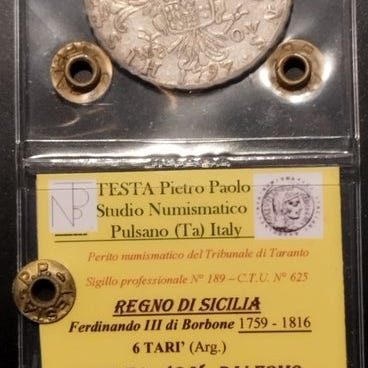 1797
TESTA Pietro Paolo
Studio Numismatico
Pulsano (Ta) Italy
Perito numismatico del Tribunale di Taranto
Sigillo professionale N° 189 – C.T.U. N° 625
REGNO DI SICILIA
Ferdinando III di Borbone 1759 - 1816
6 TARI' (Arg.)